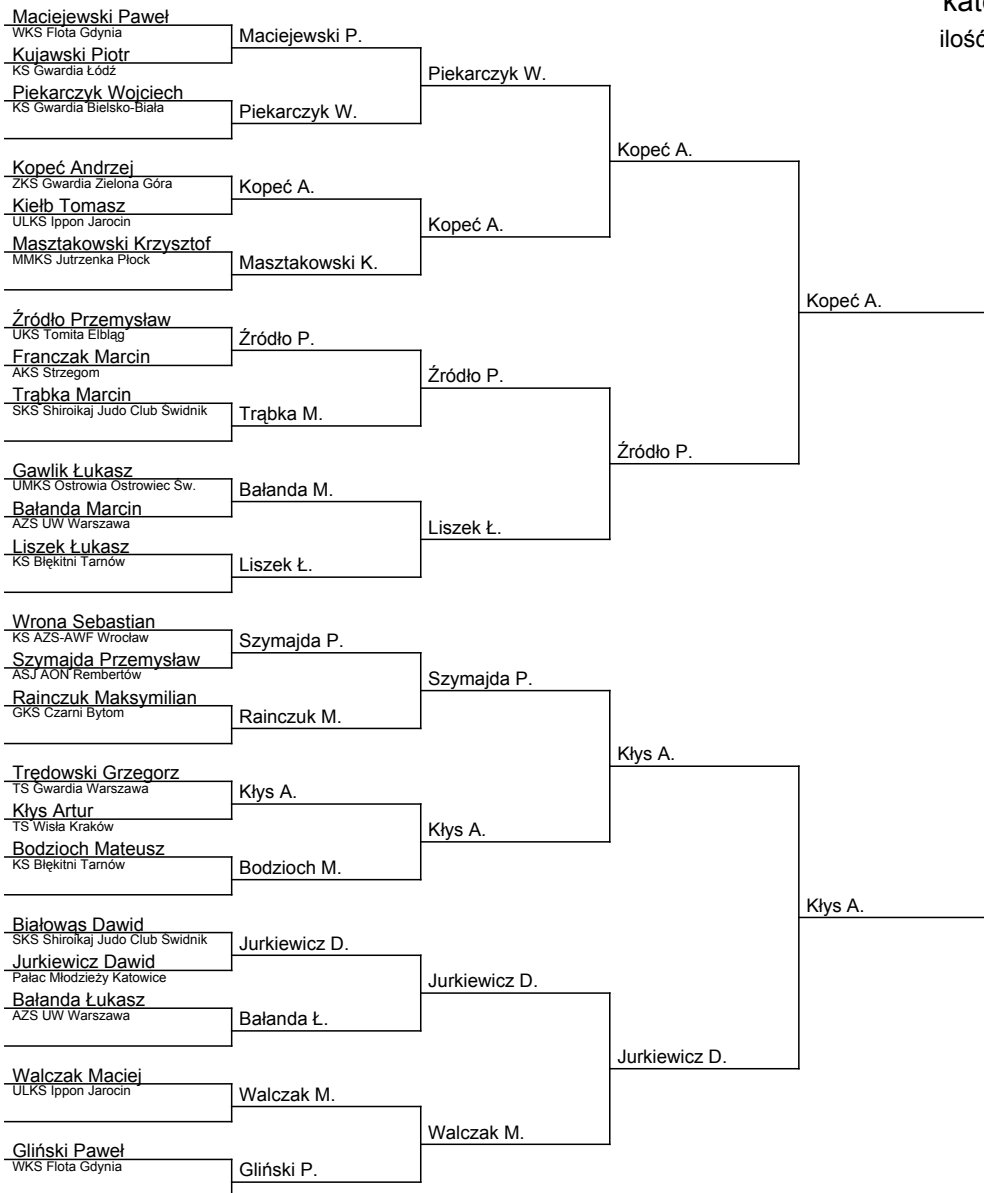 Maciejewski Paweł
WKS Flota Gdynia
Kujawski Piotr
KS Gwardia Łódź
Piekarczyk Wojciech
KS Gwardia Bielsko-Biała
Kopeć Andrzej
ZKS Gwardia Zielona Góra
Kiełb Tomasz
ULKS Ippon Jarocin
Masztakowski Krzysztof
MMKS Jutrzenka Płock
Źródło Przemysław
UKS Tomita Elbląg
Franczak Marcin
AKS Strzegom
Trąbka Marcin
SKS Shiroikaj Judo Club Świdnik
Gawlik Łukasz
UMKS Ostrowia Ostrowiec Św.
Bałanda Marcin
AZS UW Warszawa
Liszek Łukasz
KS Błękitni Tarnów
Wrona Sebastian
KS AZS-AWF Wrocław
Szymajda Przemysław
ASJ AON Rembertów
Rainczuk Maksymilian
GKS Czarni Bytom
Trędowski Grzegorz
TS Gwardia Warszawa
Kłys Artur
TS Wisła Kraków
Bodzioch Mateusz
KS Błękitni Tarnów
Białowąs Dawid
SKS Shiroikaj Judo Club Świdnik
Jurkiewicz Dawid
Pałac Młodzieży Katowice
Bałanda Łukasz
AZS UW Warszawa
Walczak Maciej
ULKS Ippon Jarocin
Gliński Paweł
WKS Flota Gdynia
Maciejewski P.
Piekarczyk W.
Kopeć A.
Masztakowski K.
Źródło P.
Trąbka M.
Bałanda M.
Liszek Ł.
Szymajda P.
Rainczuk M.
Kłys A.
Bodzioch M.
Jurkiewicz D.
Bałanda Ł.
Walczak M.
Gliński P.
Piekarczyk W.
Kopeć A.
Źródło P.
Liszek Ł.
Szymajda P.
Kłys A.
Jurkiewicz D.
Walczak M.
Kopeć A.
Źródło P.
Kłys A.
Jurkiewicz D.
Kopeć A.
Kłys A.
ilość